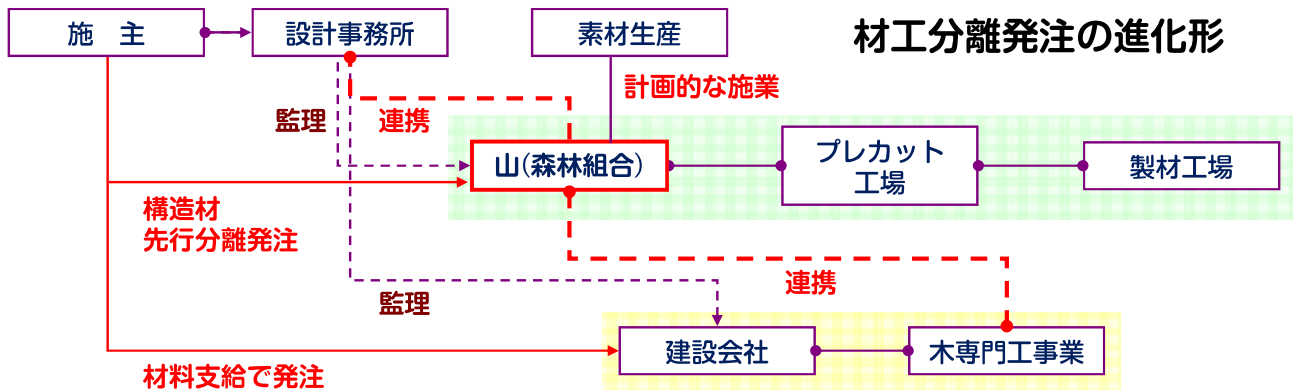 施　主
設計事務所
素材生産
材工分離発注の進化形
計画的な施業
監理
連携
山(森林組合)
プレカット
工場
製材工場
構造材
先行分離発注
連携
監理
建設会社
木専門工事業
材料支給で発注